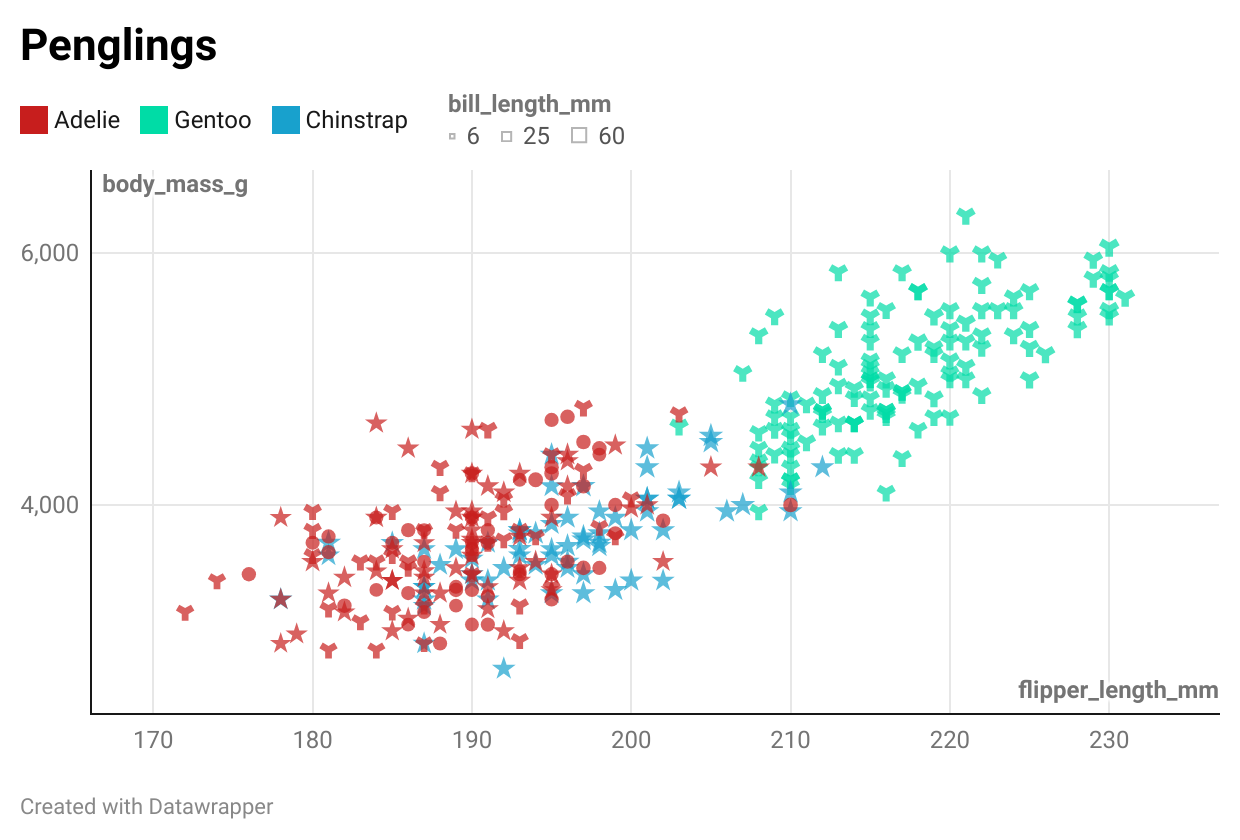 Penglings
Adelie Gentoo Chinstrap
bill_length_mm
6 25 60
body_mass_g
6,000
4,000
flipper_length_mm
170 180 190 200 210 220 230
Created with Datawrapper